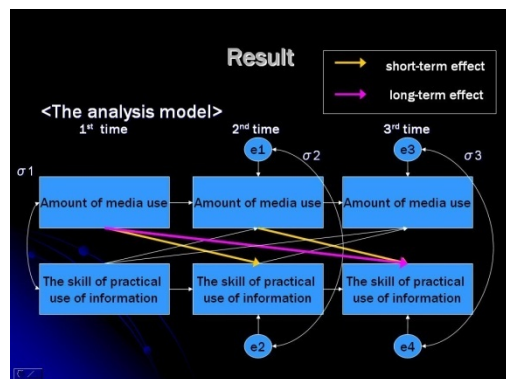 Result
short-term effect
long-term effect
<The analysis model>
1st time
2nd time
3rd time
e1
e3
σ1
σ2
σ3
Amount of media use
Amount of media use
Amount of media use
The skill of practical
use of information
The skill of practical
use of information
The skill of practical
use of information
e2
e4